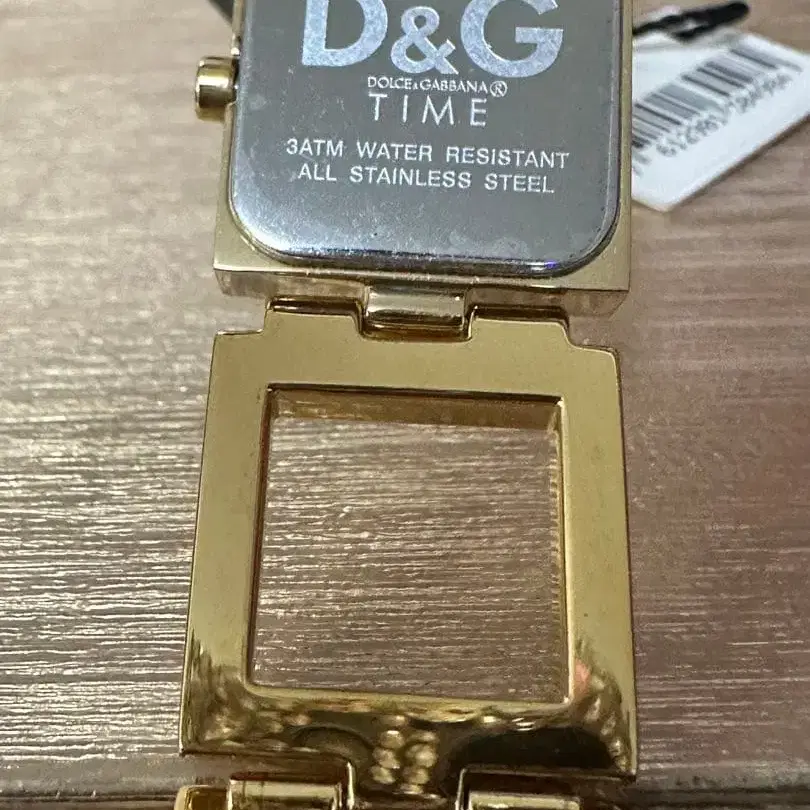 D&G
DOLCE&GABBANA®
TIME
3ATM WATER RESISTANT
ALL STAINLESS STEEL